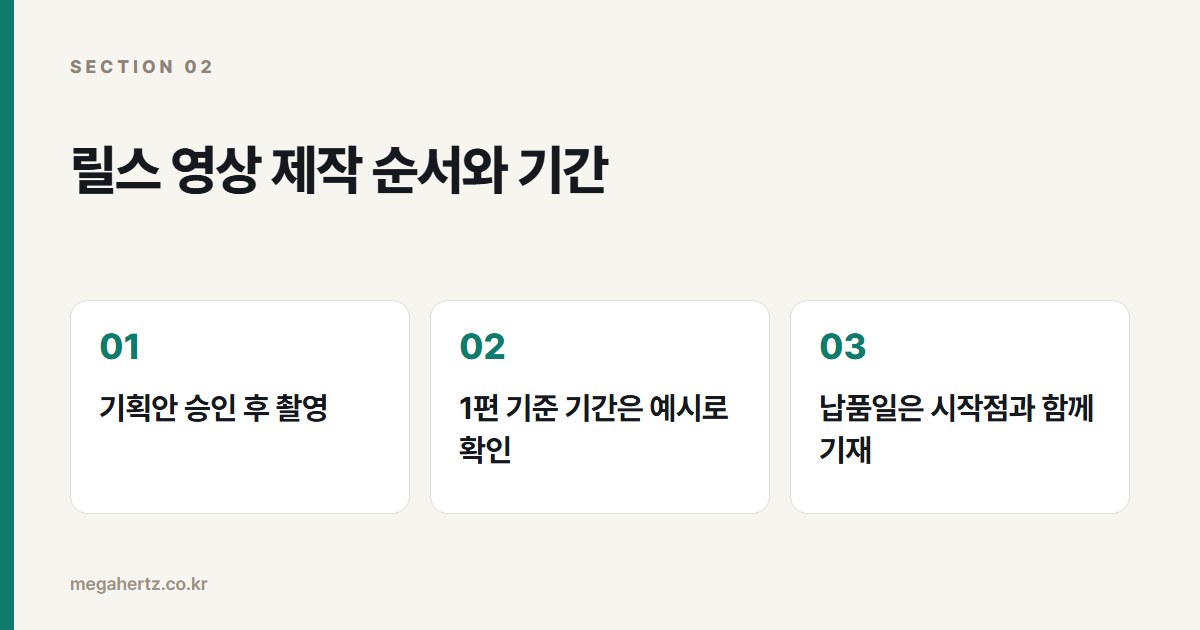 SECTION 02
릴스 영상 제작 순서와 기간
01
기획안 승인 후 촬영
02
1편 기준 기간은 예시로
확인
03
납품일은 시작점과 함께
기재
megahertz.co.kr